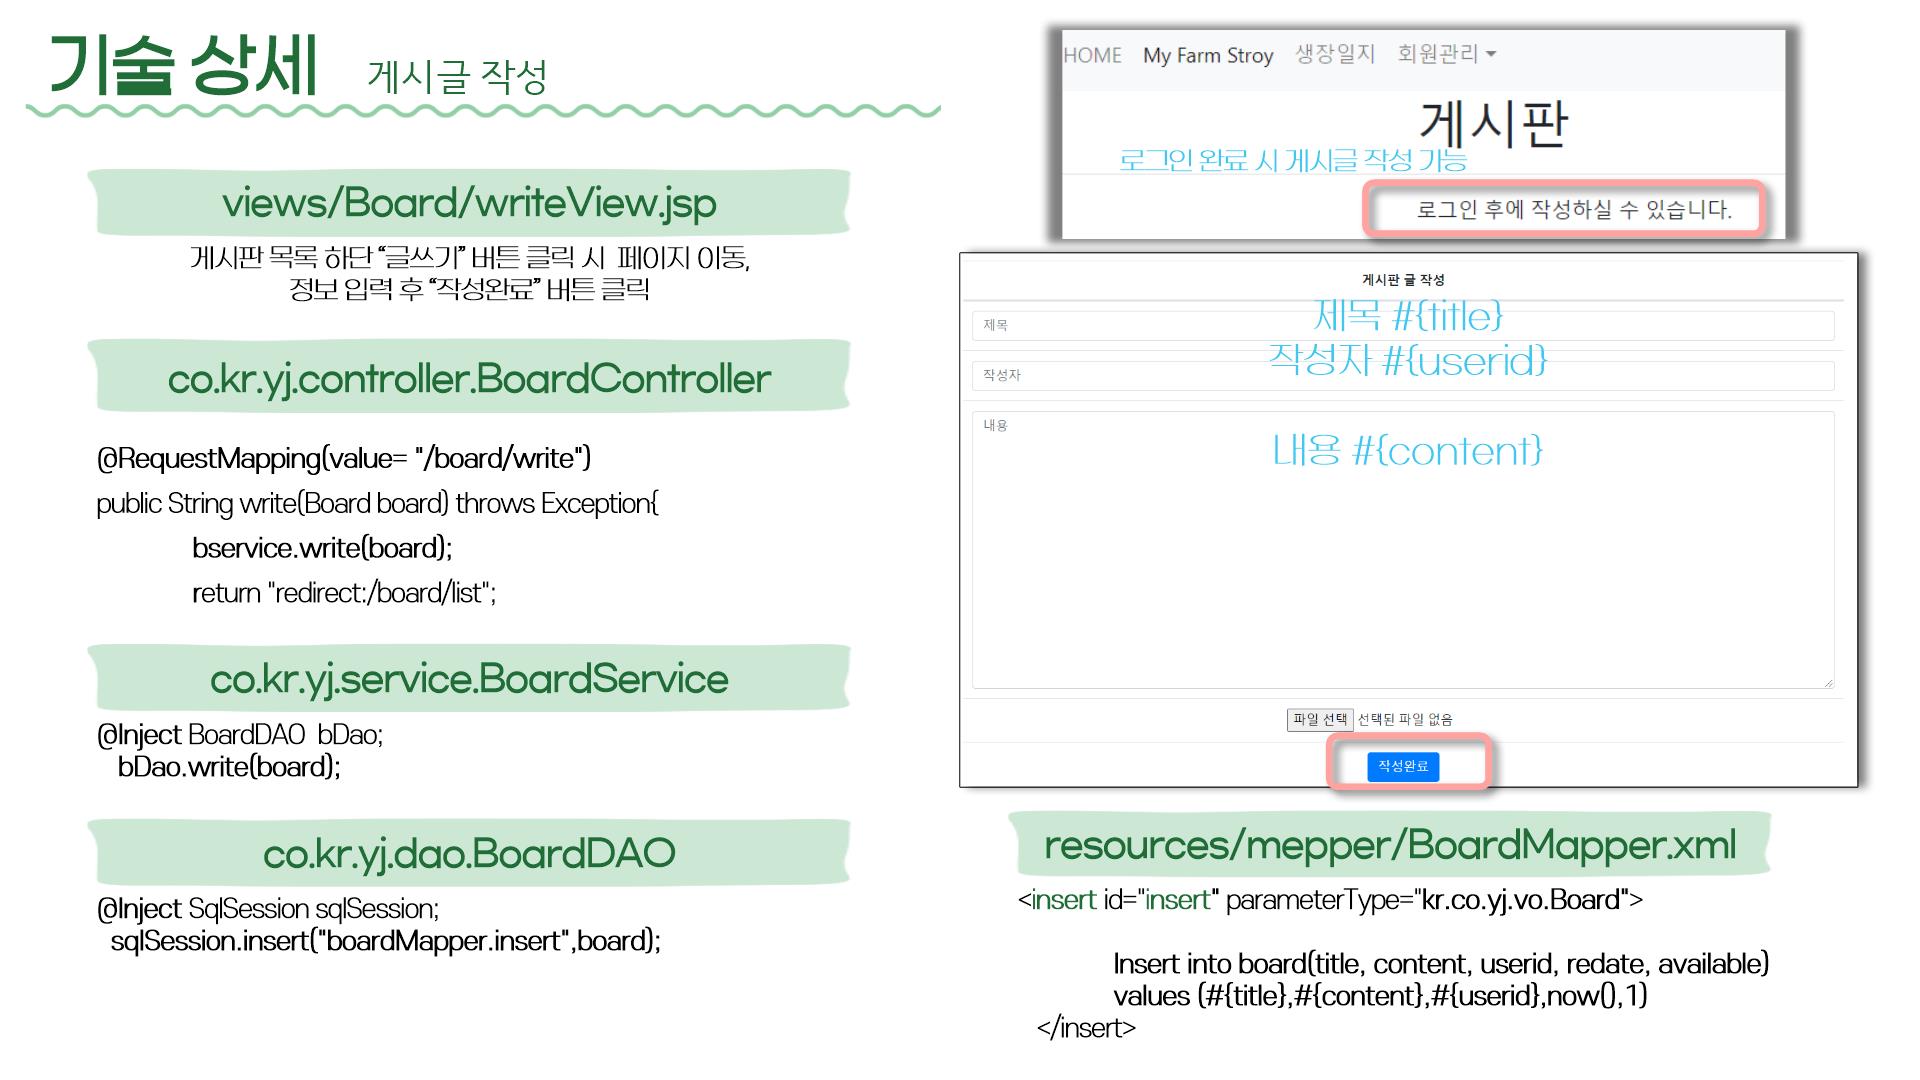 기술 상세 게시글 작성
views/Board/writeView.jsp
게시판 목록 하단 “글쓰기” 버튼 클릭 시 페이지 이동,
정보 입력 후 “작성완료” 버튼 클릭
co.kr.yj.controller.BoardController
@RequestMapping(value= "/board/write")
public String write(Board board) throws Exception{
bservice.write(board);
return "redirect:/board/list";
co.kr.yj.service.BoardService
@Inject BoardDAO bDao;
bDao.write(board);
co.kr.yj.dao.BoardDAO
@Inject SqlSession sqlSession;
sqlSession.insert("boardMapper.insert",board);
HOME My Farm Stroy 생장일지 회원관리
게시판
로그인 완료 시 게시글 작성 가능
로그인 후에 작성하실 수 있습니다.
게시판 글 작성
제목 제목 #{title}
작성자 작성자 #{userid}
내용 내용 #{content}
파일 선택 선택된 파일 없음
작성완료
resources/mepper/BoardMapper.xml
<insert id="insert" parameterType="kr.co.yj.vo.Board">
Insert into board(title, content, userid, redate, available)
values (#{title},#{content},#{userid},now(),1)
</insert>